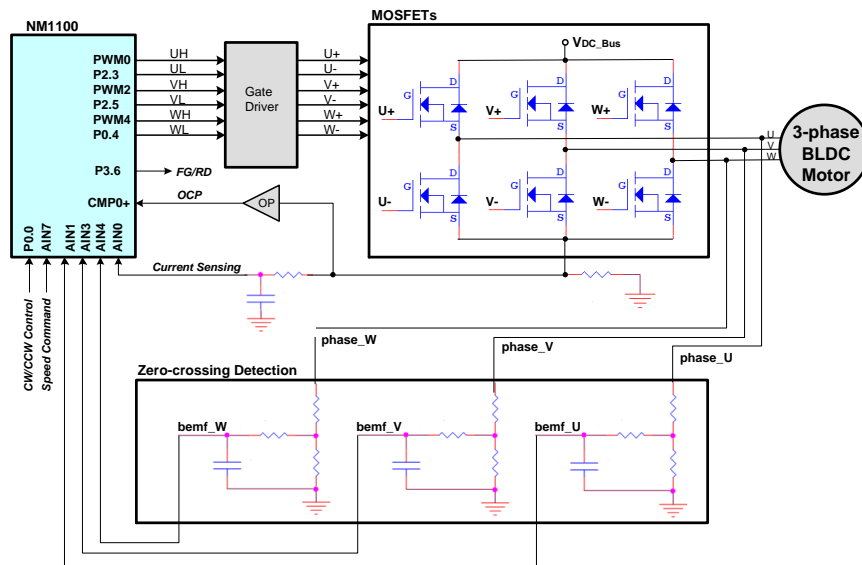 NM1100
MOSFETs
PWM0
P2.3
PWM2
P2.5
PWM4
P0.4
P3.6
CMP0+
UH
UL
VH
VL
WH
WL
Gate
Driver
U+
U-
V+
V-
W+
W-
VDC_Bus
D
G
S
U+
D
G
S
V+
D
G
S
W+
D
G
S
U-
D
G
S
V-
D
G
S
W-
U
V
W
3-phase
BLDC
Motor
FG/RD
OCP
OP
P0.0
AIN7
AIN1
AIN3
AIN4
AIN0
Current Sensing
CW/CCW Control
Speed Command
phase_W
phase_V
phase_U
Zero-crossing Detection
bemf_W
bemf_V
bemf_U